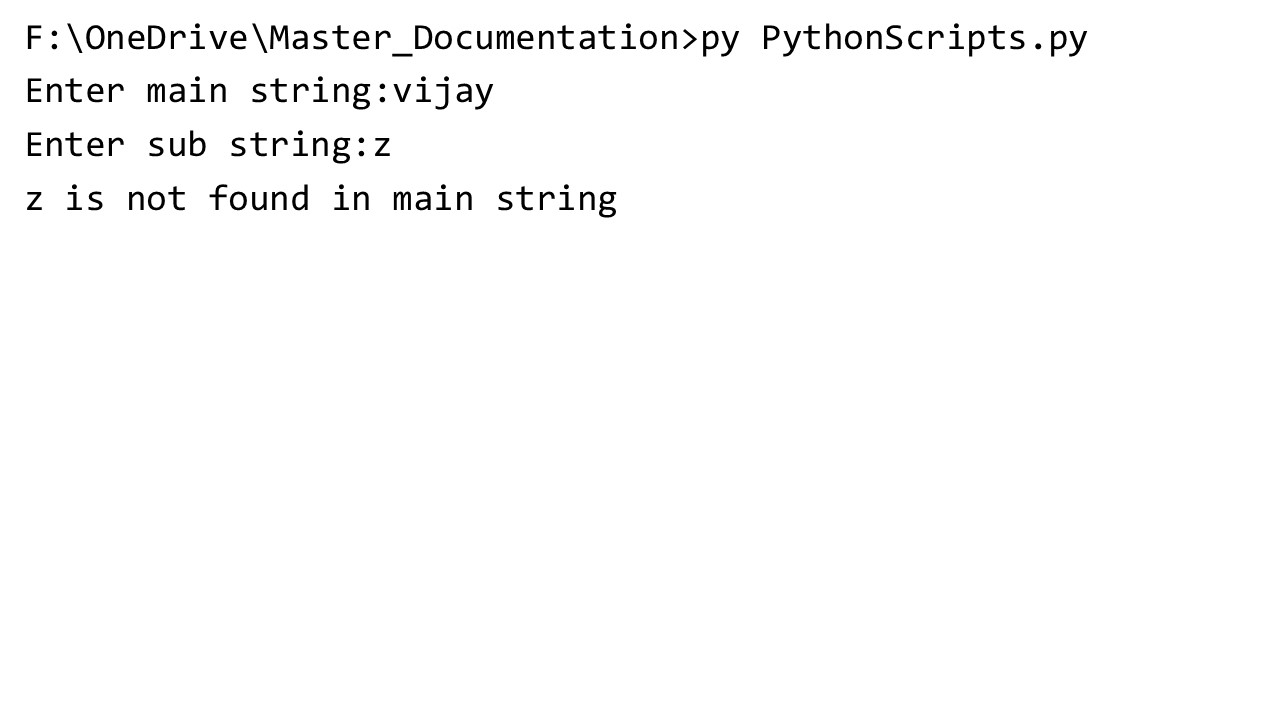 F:\OneDrive\Master_Documentation>py PythonScripts.py
Enter main string:vijay
Enter sub string:z
z is not found in main string